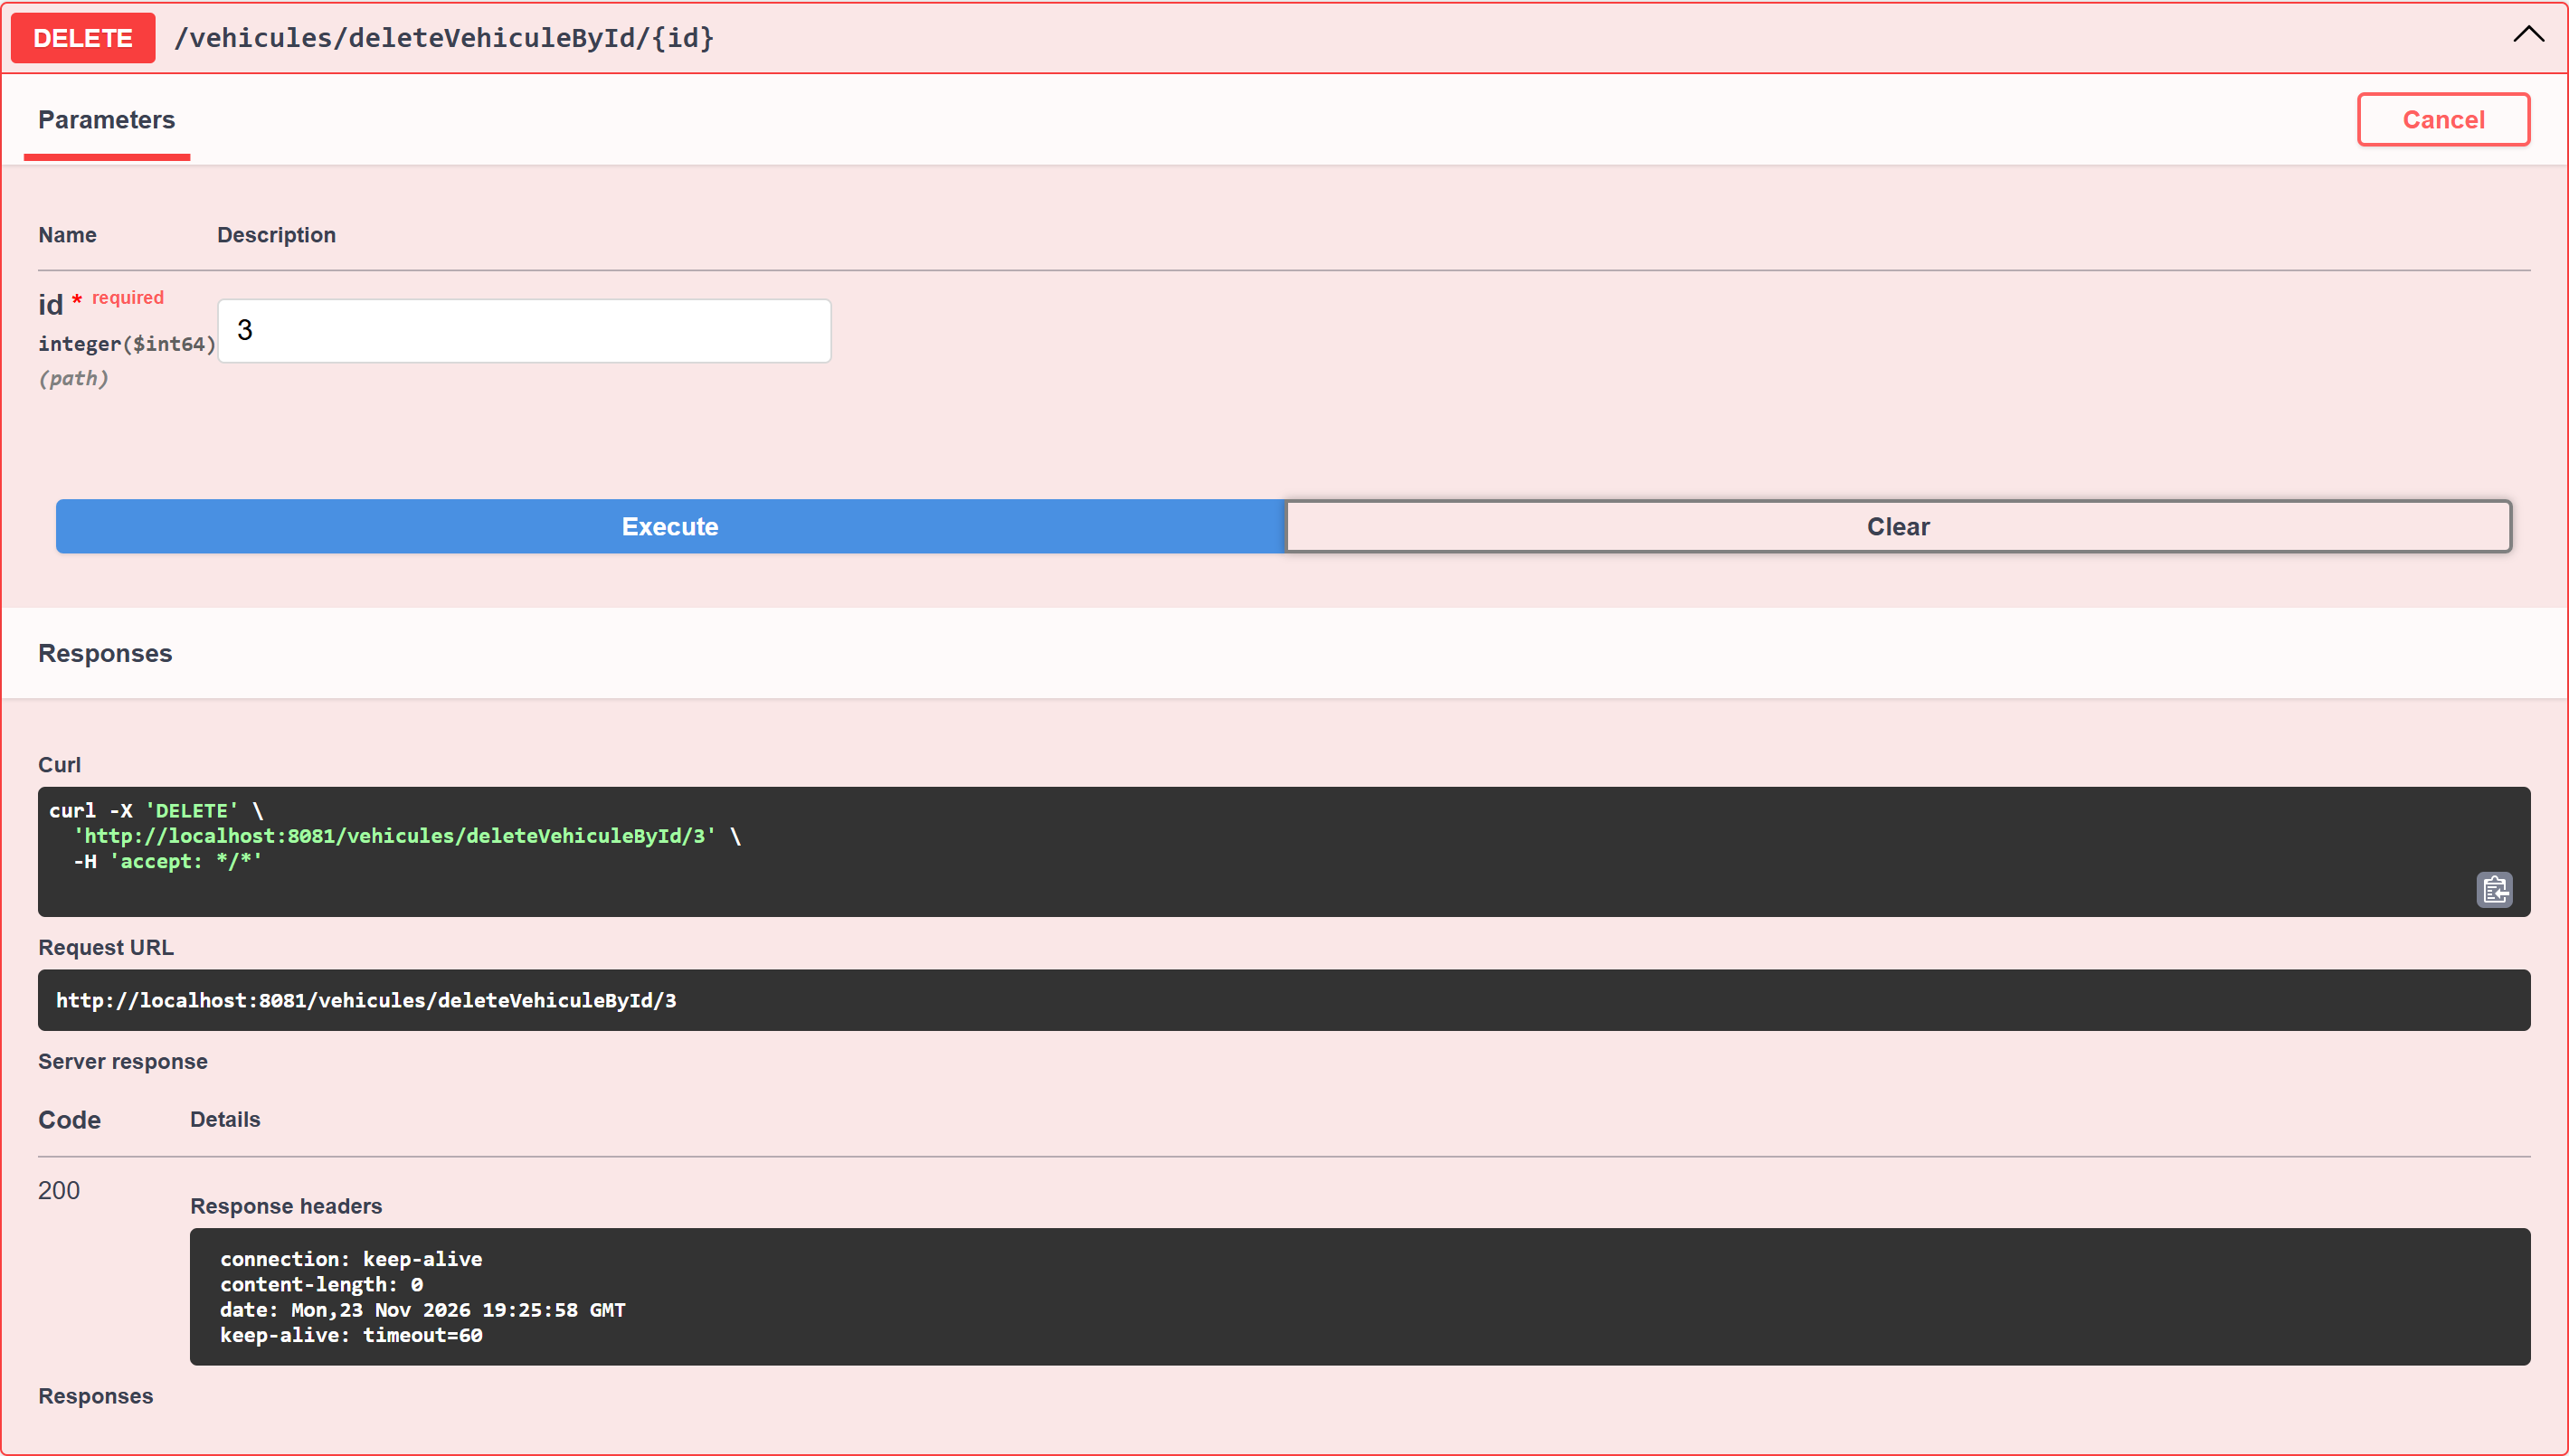 DELETE /vehicules/deleteVehiculeById/{id}
Parameters
Cancel
Name Description
id * required
integer($int64)
(path)
3
Execute
Clear
Responses
Curl
curl -X 'DELETE' \
'http://localhost:8081/vehicules/deleteVehiculeById/3' \
-H 'accept: */*'
Request URL
http://localhost:8081/vehicules/deleteVehiculeById/3
Server response
Code Details
200
Response headers
connection: keep-alive
content-length: 0
date: Mon,23 Nov 2026 19:25:58 GMT
keep-alive: timeout=60
Responses